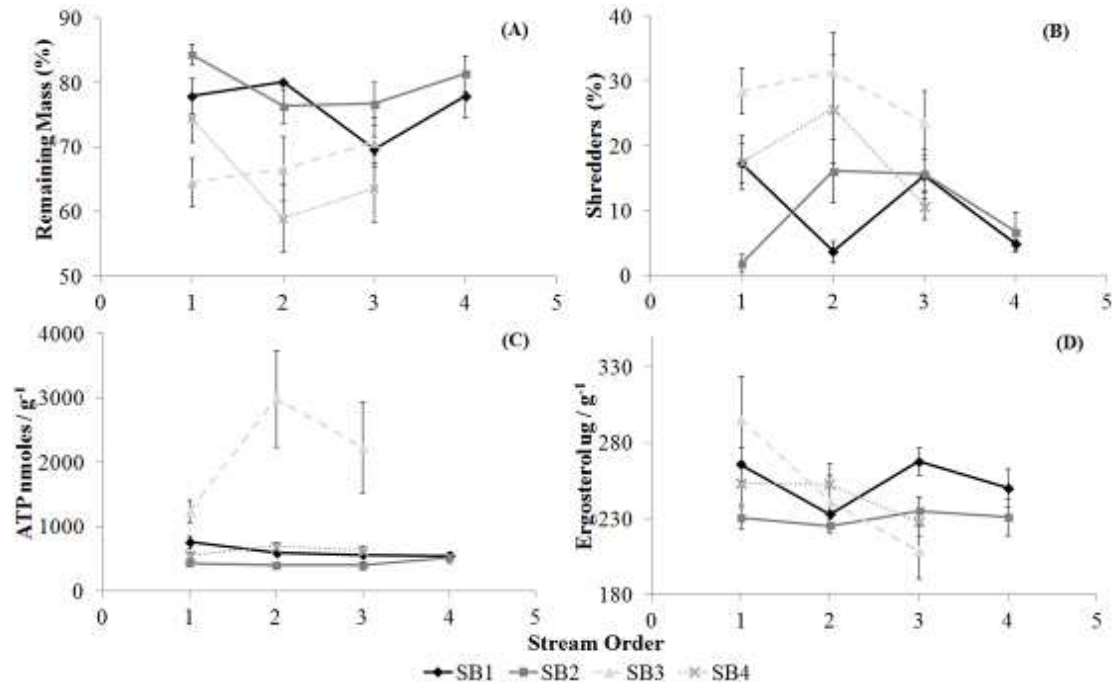 90
80
70
60
50
Remaining Mass (%)
(A)
0 1 2 3 4 5
40
30
20
10
0
Shredders (%)
(B)
0 1 2 3 4 5
4000
3000
2000
1000
0
ATP nmoles / g-1
(C)
0 1 2 3 4 5
330
280
230
180
Ergosterolug / g-1
(D)
0 1 2 3 4 5
Stream Order
SB1 SB2 SB3 SB4